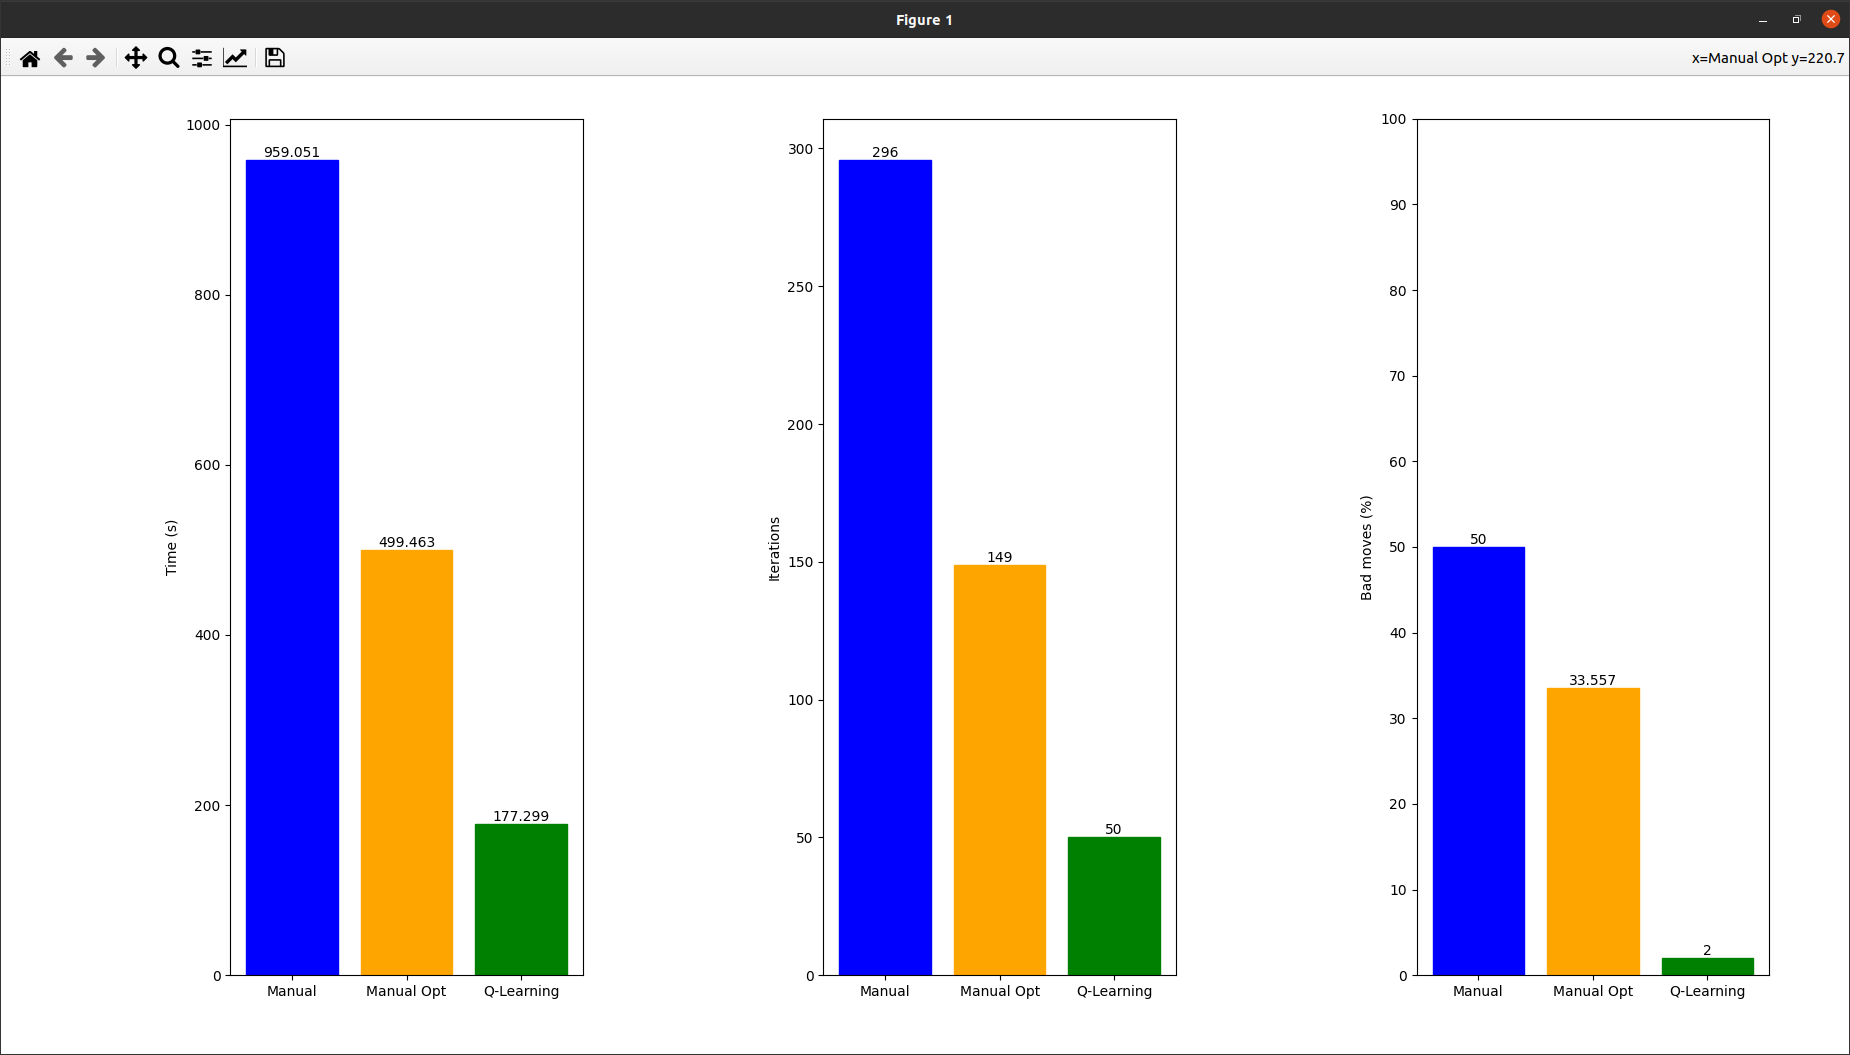 Figure 1
x=Manual Opt y=220.7
1000
800
600
400
200
0
Time (s)
959.051
499.463
177.299
Manual
Manual Opt
Q-Learning
300
250
200
150
100
50
0
Iterations
296
149
50
Manual
Manual Opt
Q-Learning
100
90
80
70
60
50
40
30
20
10
0
Bad moves (%)
50
33.557
2
Manual
Manual Opt
Q-Learning